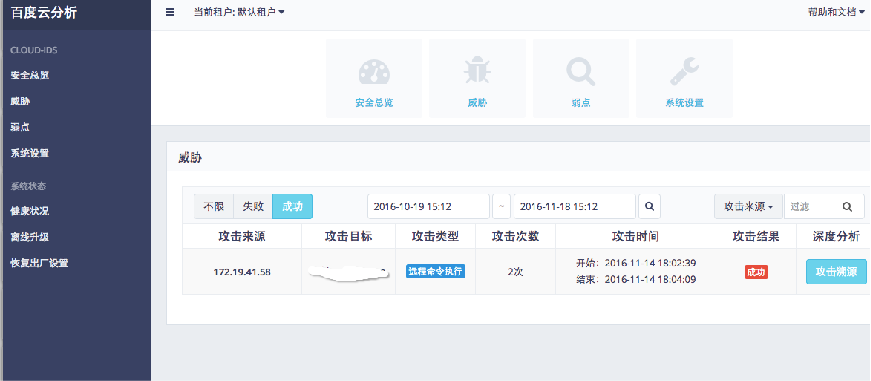 百度云分析
当前租户: 默认租户
帮助和文档
CLOUD-IDS
安全总览
威胁
弱点
系统设置
系统状态
健康状况
离线升级
恢复出厂设置
安全总览
威胁
弱点
系统设置
威胁
不限 失败 成功
2016-10-19 15:12 ~ 2016-11-18 15:12
攻击来源 过滤
攻击来源 攻击目标 攻击类型 攻击次数 攻击时间 攻击结果 深度分析
172.19.41.58 远程命令执行 2次 开始：2016-11-14 18:02:39 成功 攻击溯源
结束：2016-11-14 18:04:09